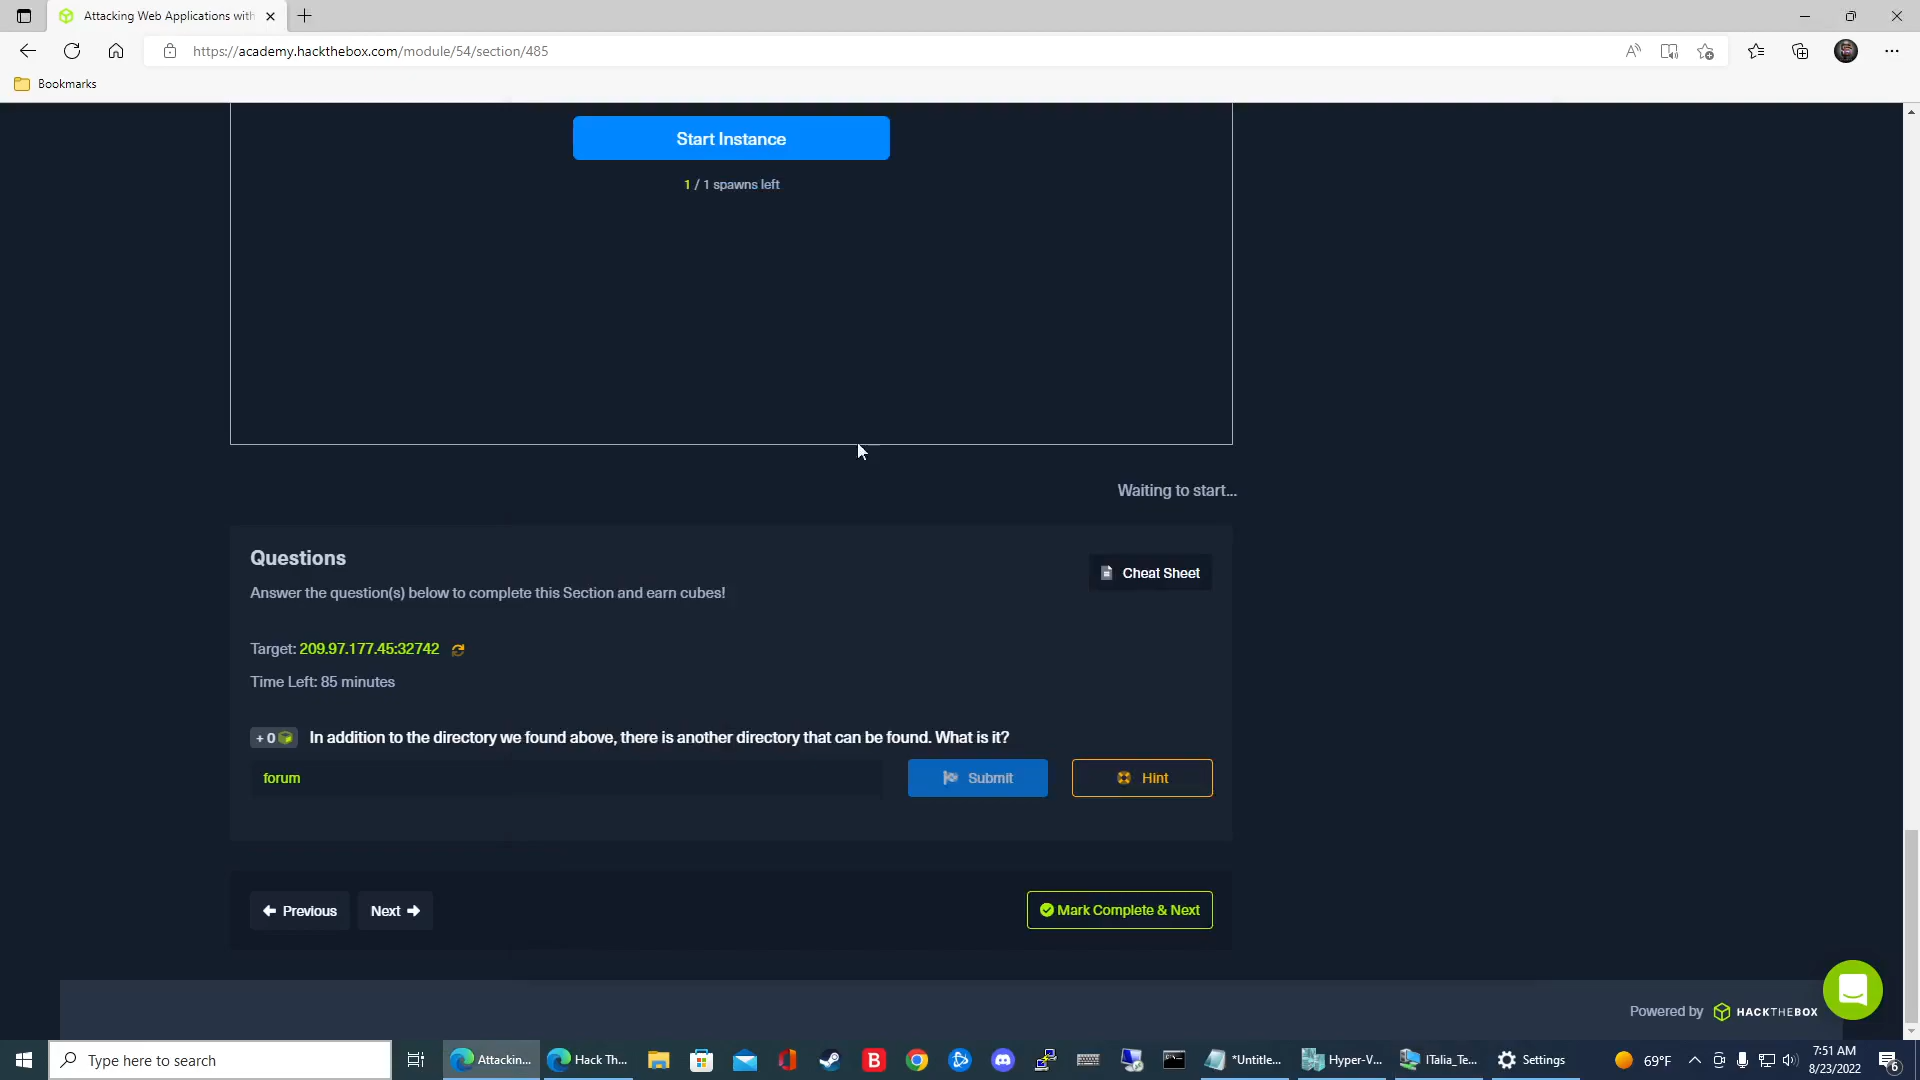 Attacking Web Applications with
https://academy.hackthebox.com/module/54/section/485
Bookmarks
Start Instance
1 / 1 spawns left
Waiting to start...
Questions
Cheat Sheet
Answer the question(s) below to complete this Section and earn cubes!
Target: 209.97.177.45:32742
Time Left: 85 minutes
+ 0 In addition to the directory we found above, there is another directory that can be found. What is it?
forum
Submit
Hint
Previous
Next
Mark Complete & Next
Powered by HACKTHEBOX
Type here to search
Attackin...
Hack Th...
*Untitle...
Hyper-V...
ITalia_Te...
Settings
69°F
7:51 AM
8/23/2022
6